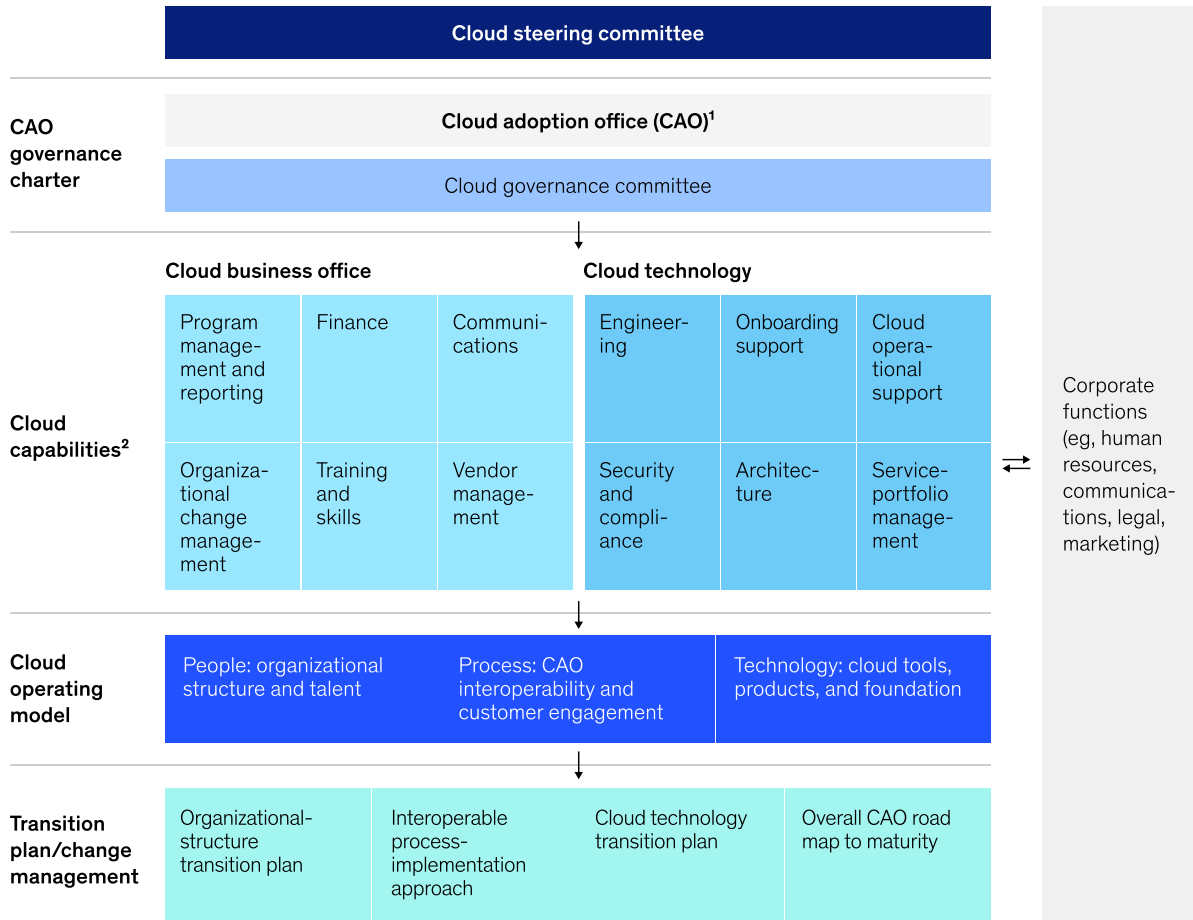 Cloud steering committee
CAO
governance
charter
Cloud adoption office (CAO)¹
Cloud governance committee
Cloud business office
Cloud technology
Cloud
capabilities²
Program
manage-
ment and
reporting
Finance
Communi-
cations
Engineer-
ing
Onboarding
support
Cloud
opera-
tional
support
Organiza-
tional
change
manage-
ment
Training
and
skills
Vendor
manage-
ment
Security
and
compli-
ance
Architec-
ture
Service-
portfolio
manage-
ment
Corporate
functions
(eg, human
resources,
communica-
tions, legal,
marketing)
Cloud
operating
model
People: organizational
structure and talent
Process: CAO
interoperability and
customer engagement
Technology: cloud tools,
products, and foundation
Transition
plan/change
management
Organizational-
structure
transition plan
Interoperable
process-
implementation
approach
Cloud technology
transition plan
Overall CAO road
map to maturity